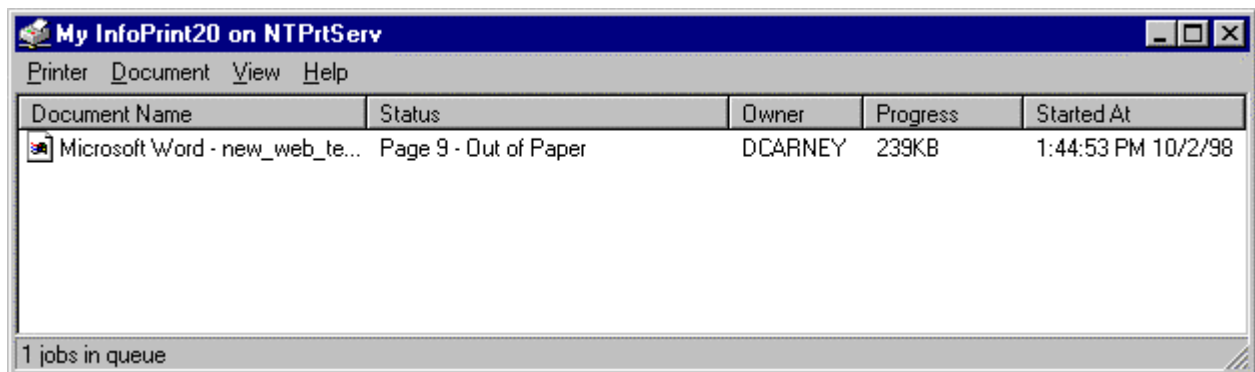 My InfoPrint20 on NTPrtServ
Printer Document View Help
Document Name Status Owner Progress Started At
Microsoft Word - new_web_te... Page 9 - Out of Paper DCARNEY 239KB 1:44:53 PM 10/2/98
1 jobs in queue